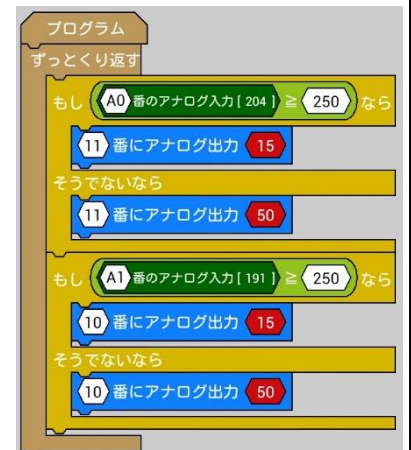 プログラム
ずっとくり返す
もし A0 番のアナログ入力 [ 204 ] ≧ 250 なら
11 番にアナログ出力 15
そうでないなら
11 番にアナログ出力 50
もし A1 番のアナログ入力 [ 191 ] ≧ 250 なら
10 番にアナログ出力 15
そうでないなら
10 番にアナログ出力 50